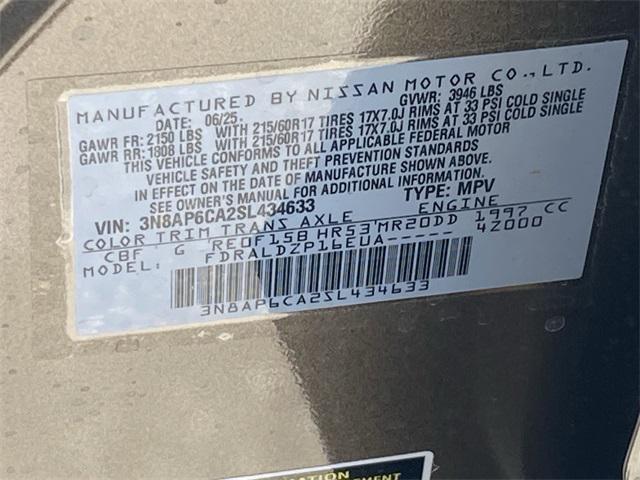 MANUFACTURED BY NISSAN MOTOR CO., LTD.
DATE: 06/25. GVWR: 3946 LBS
GAWR FR: 2150 LBS WITH 215/60R17 TIRES 17X7.0J RIMS AT 33 PSI COLD SINGLE
GAWR RR: 1808 LBS WITH 215/60R17 TIRES 17X7.0J RIMS AT 33 PSI COLD SINGLE
THIS VEHICLE CONFORMS TO ALL APPLICABLE FEDERAL MOTOR
VEHICLE SAFETY AND THEFT PREVENTION STANDARDS
IN EFFECT ON THE DATE OF MANUFACTURE SHOWN ABOVE.
SEE OWNER'S MANUAL FOR ADDITIONAL INFORMATION.
VIN: 3N8AP6CA2SL434633 TYPE: MPV
COLOR TRIM TRANS AXLE ENGINE 1997 CC
CBF G RE0F15B HR53 MR20DD 4Z000
MODEL: FDRALDZP16EUA-----
3N8AP6CA2SL434633